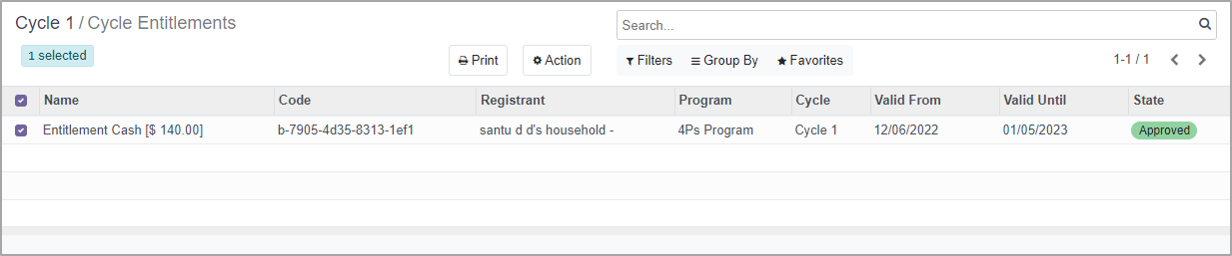 Cycle 1 / Cycle Entitlements
Search...
1 selected
Print
Action
Filters
Group By
Favorites
1-1 / 1
Name Code Registrant Program Cycle Valid From Valid Until State
Entitlement Cash [$ 140.00] b-7905-4d35-8313-1ef1 santu d d's household - 4Ps Program Cycle 1 12/06/2022 01/05/2023 Approved